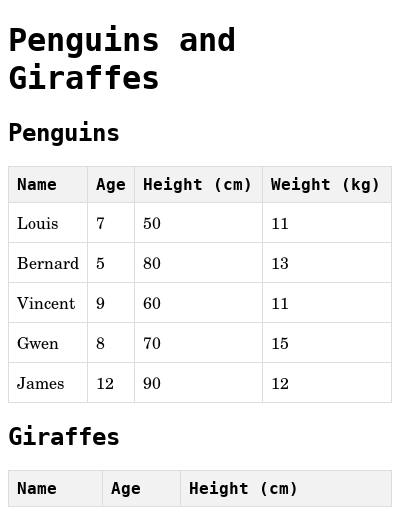 Penguins and
Giraffes
Penguins
Name Age Height (cm) Weight (kg)
Louis 7 50 11
Bernard 5 80 13
Vincent 9 60 11
Gwen 8 70 15
James 12 90 12
Giraffes
Name Age Height (cm)